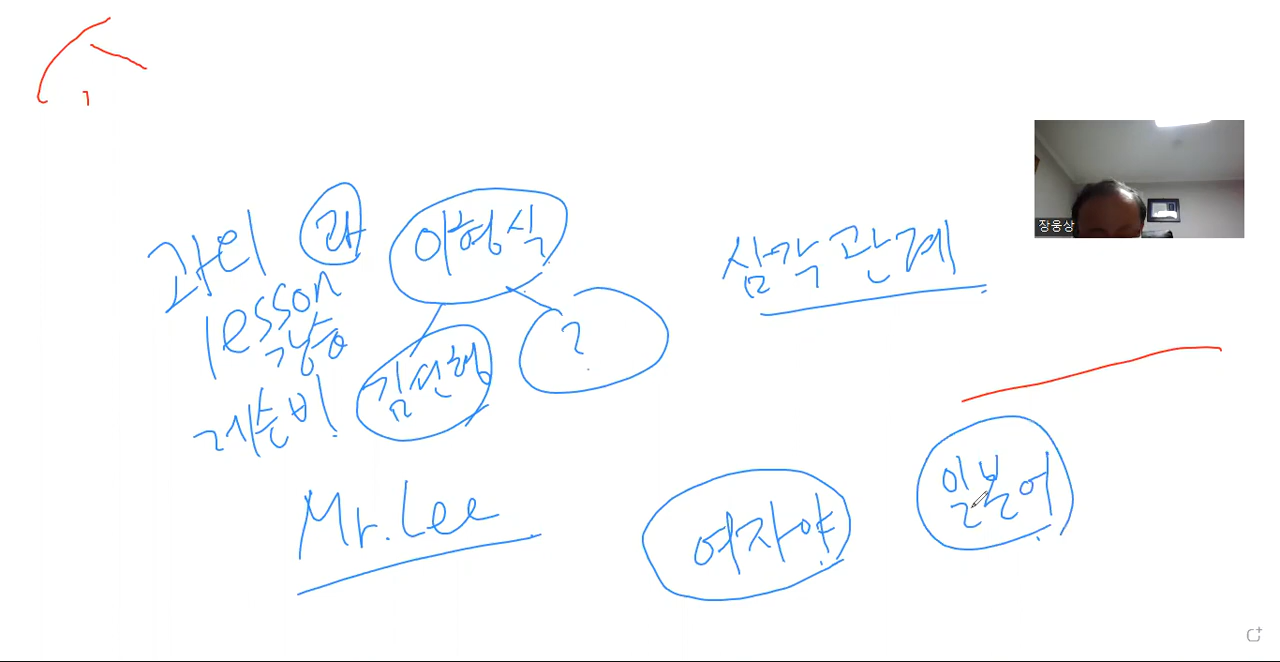 과외 과 이형식
lesson
강습
김선형 ?
Mr. Lee
삼각관계
여자야
일본어
장웅상